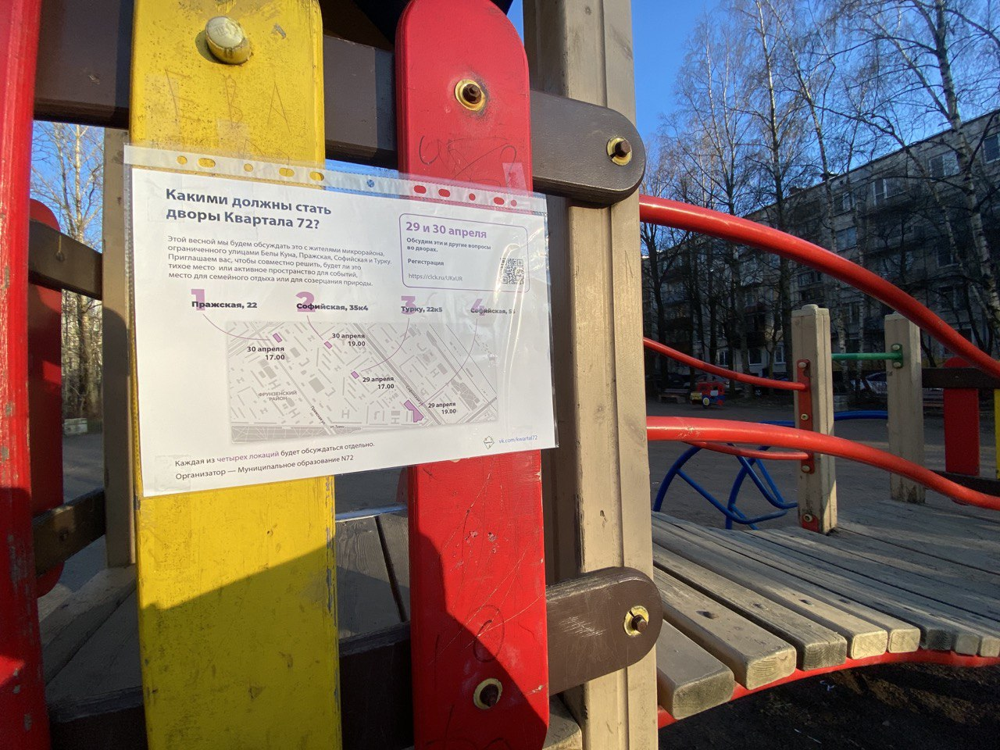 Какими должны стать
дворы Квартала 72?
Этой весной мы будем обсуждать это с жителями микрорайона,
ограниченного улицами Белы Куна, Пражская, Софийская и Турку.
Приглашаем вас, чтобы совместно решить, будет ли это
тихое место или активное пространство для событий,
место для семейного отдыха или для созерцания природы.
29 и 30 апреля
Обсудим эти и другие вопросы
во дворах.
Регистрация
https://clck.ru/UKxUR
1
Пражская, 22
2
Софийская, 35к4
3
Турку, 22к5
4
Софийская,
30 апреля
17.00
30 апреля
19.00
29 апреля
17.00
29 апреля
19.00
ФРУНЗЕНСКИЙ
РАЙОН
Каждая из четырех локаций будет обсуждаться отдельно.
Организатор — Муниципальное образование N72
vk.com/kwartal72